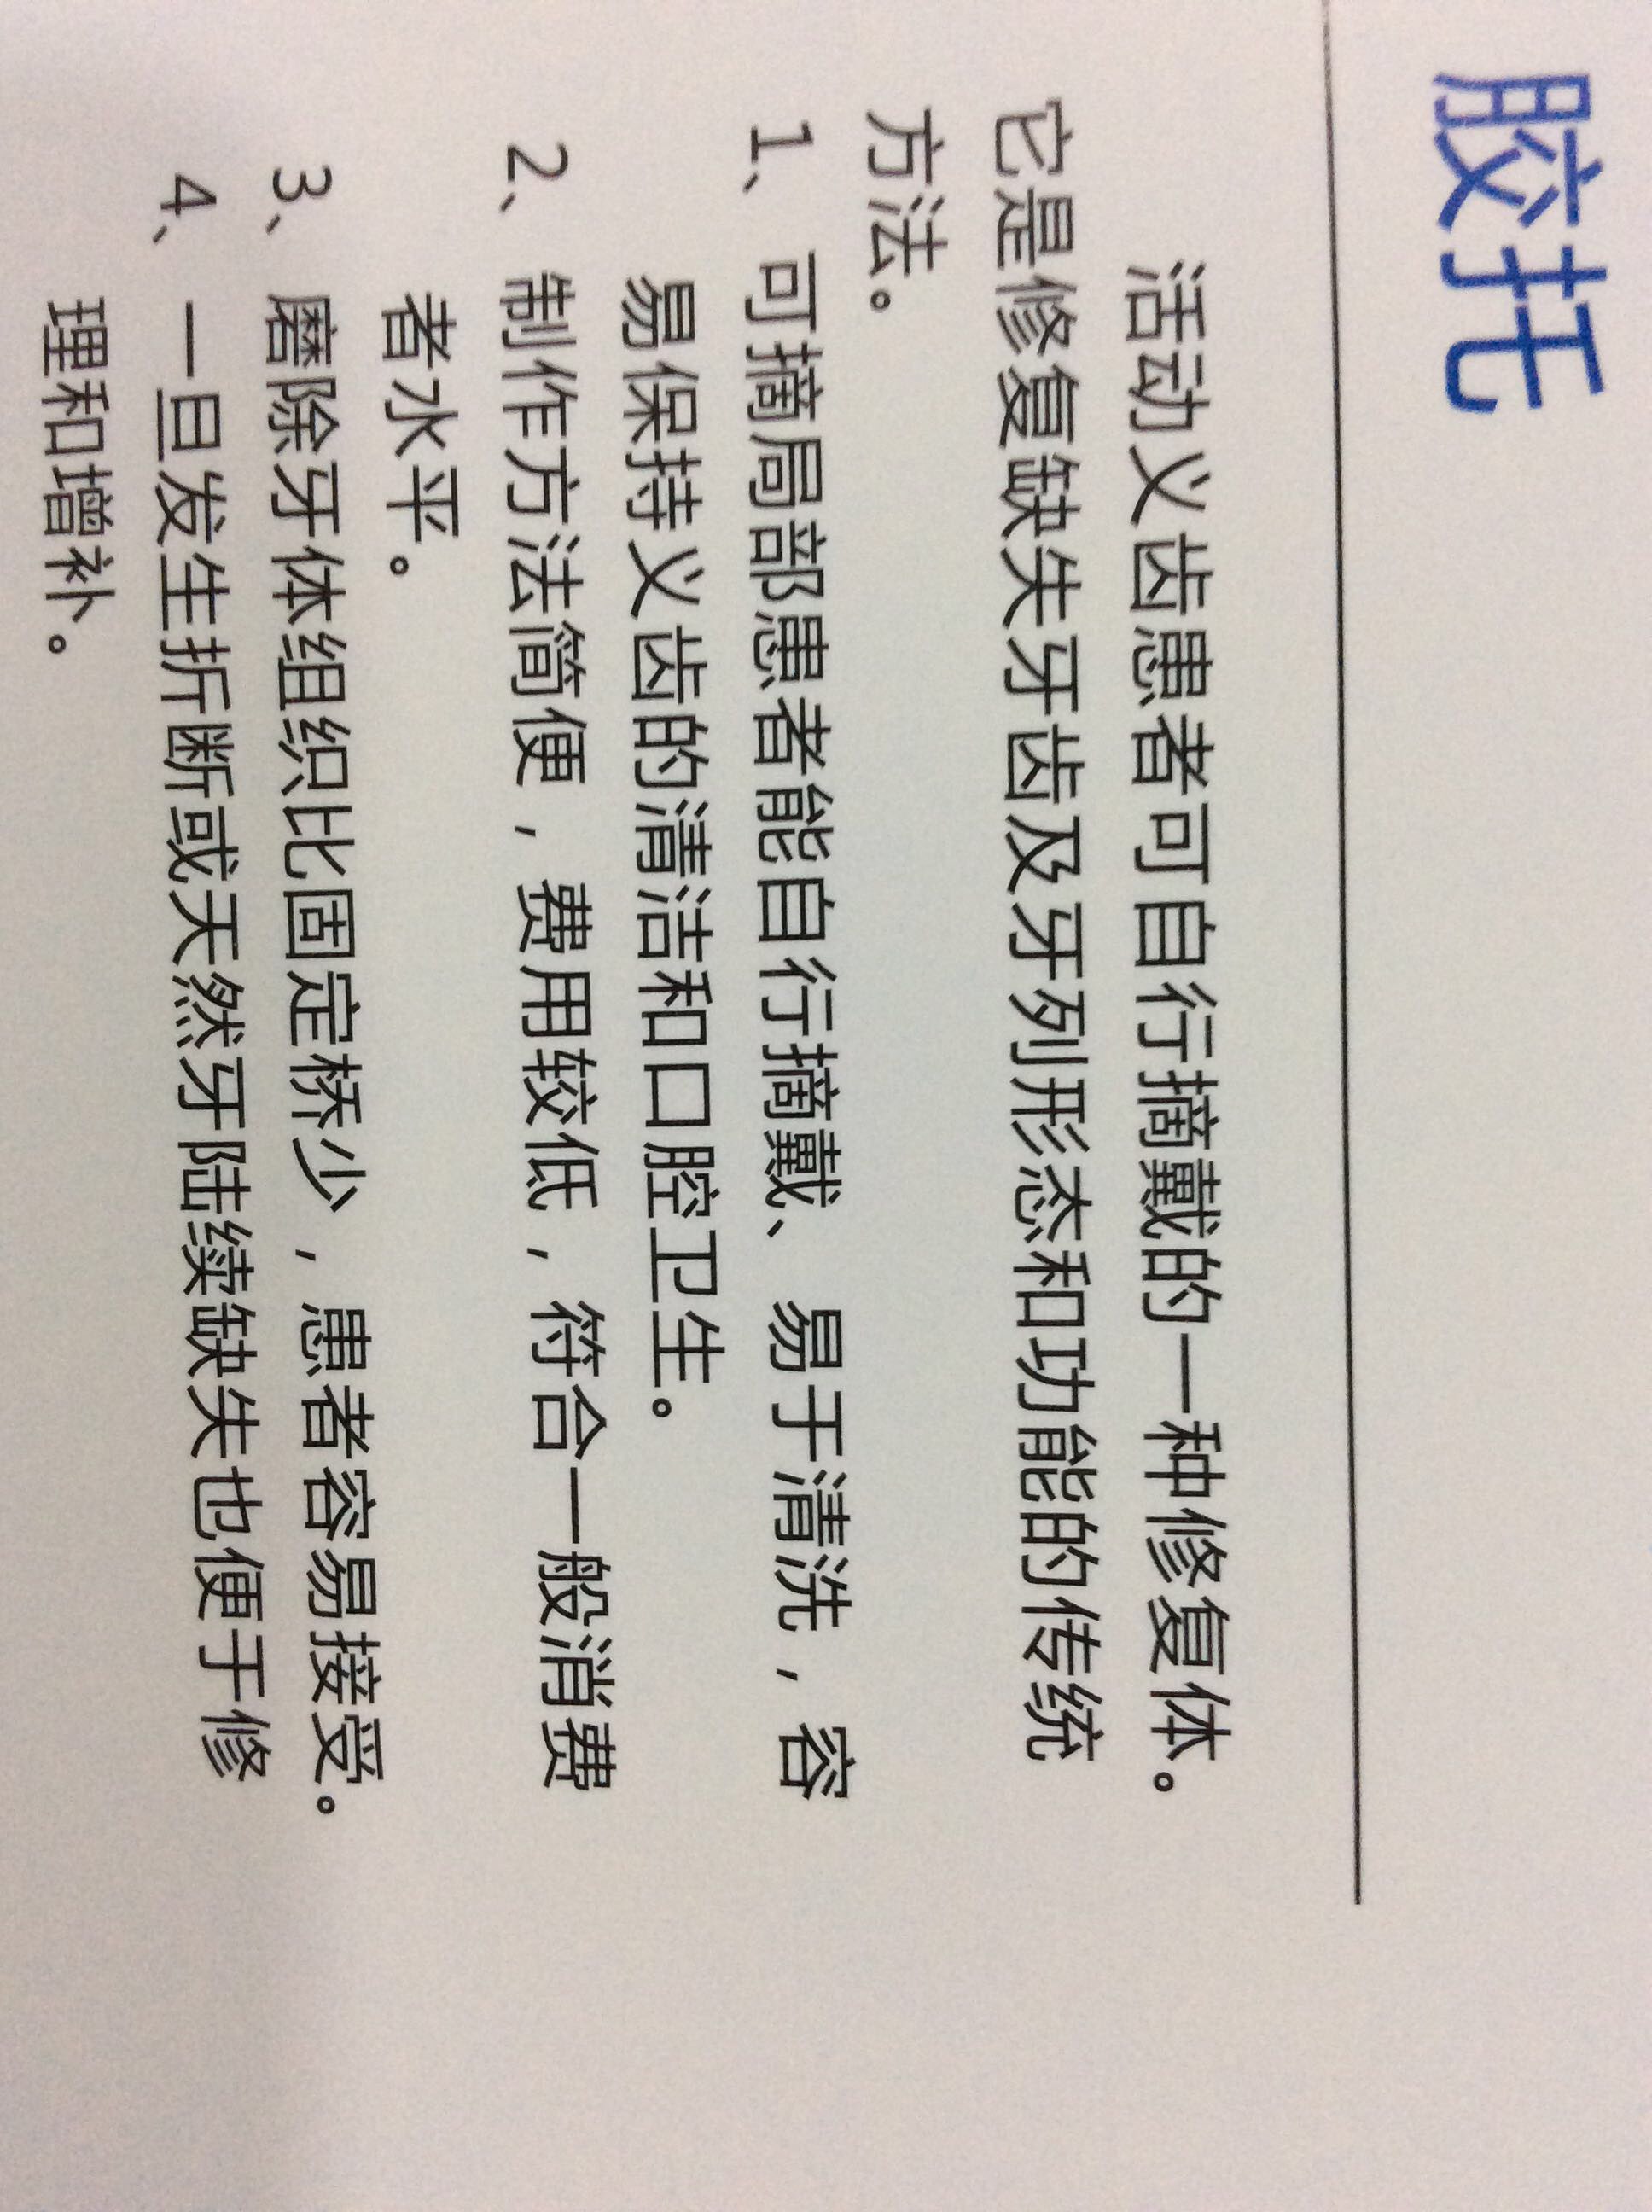 胶托
活动义齿患者可自行摘戴的一种修复体。
它是修复缺失牙齿及牙列形态和功能的传统
方法。
1、可摘局部患者能自行摘戴、易于清洗，容
易保持义齿的清洁和口腔卫生。
2、制作方法简便，费用较低，符合一般消费
者水平。
3、磨除牙体组织比固定桥少，患者容易接受。
4、一旦发生折断或天然牙陆续缺失也便于修
理和增补。